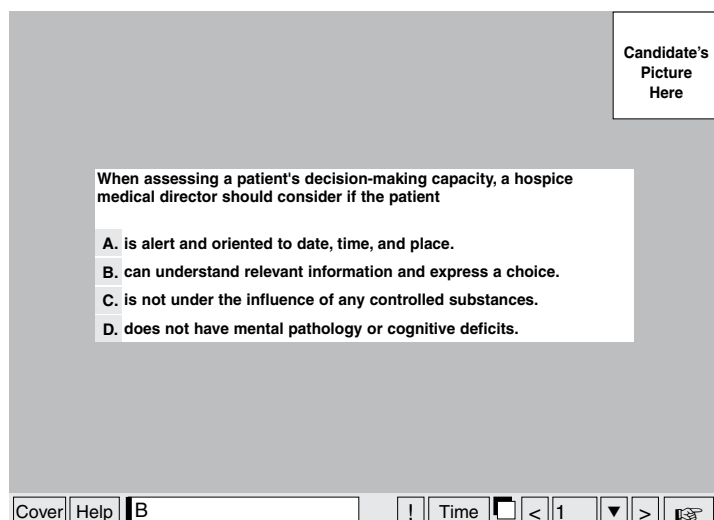 Candidate's
Picture
Here
When assessing a patient's decision-making capacity, a hospice
medical director should consider if the patient
A. is alert and oriented to date, time, and place.
B. can understand relevant information and express a choice.
C. is not under the influence of any controlled substances.
D. does not have mental pathology or cognitive deficits.
Cover Help B ! Time < 1 ▼ > ☞